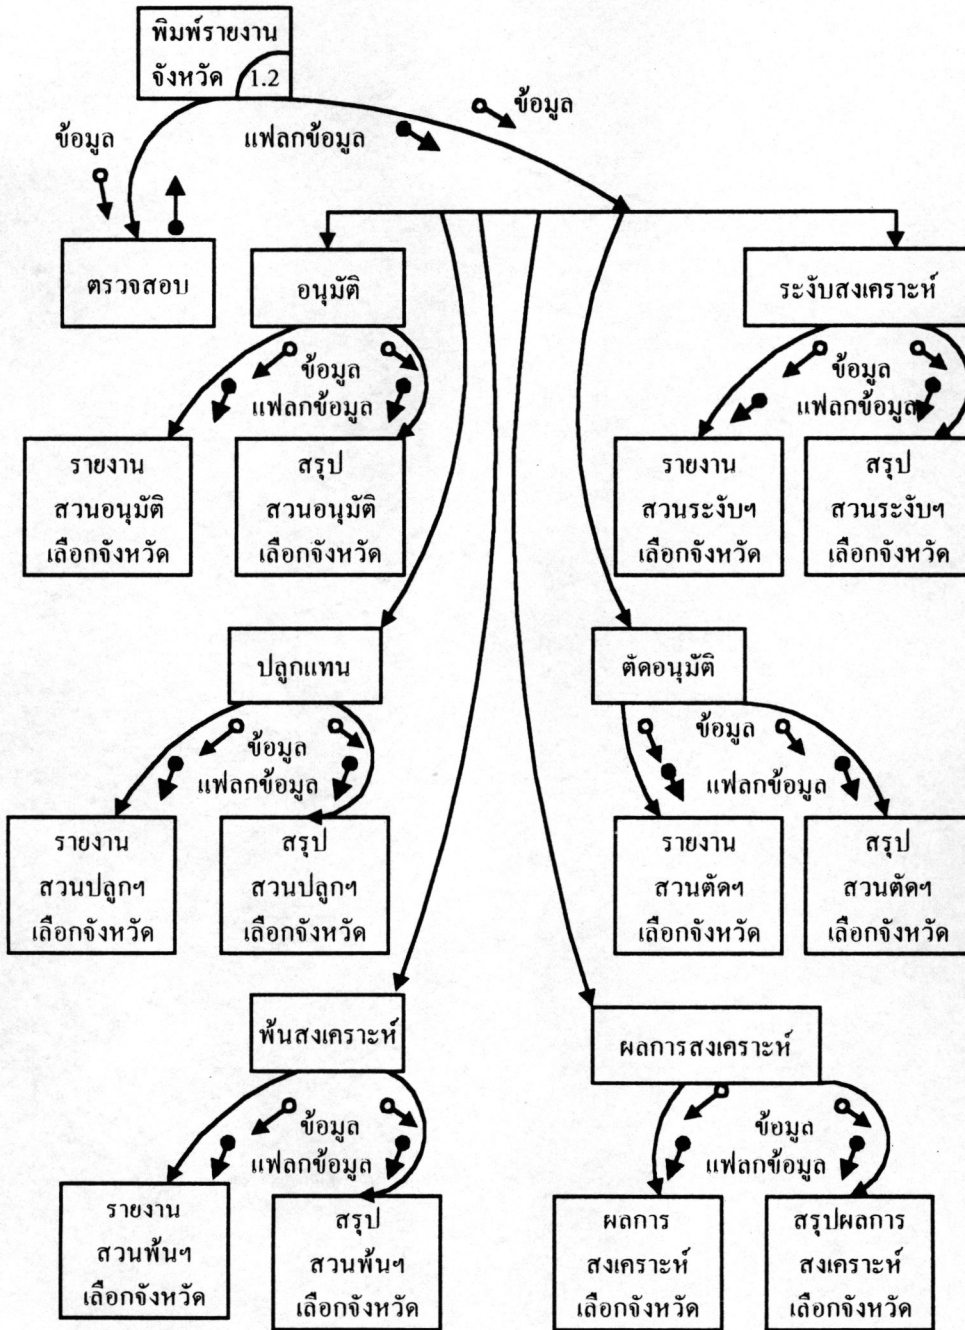 พิมพ์รายงาน
จังหวัด 1.2
ข้อมูล
ข้อมูล
แฟลกข้อมูล
ตรวจสอบ
อนุมัติ
ระงับสงเคราะห์
ข้อมูล
แฟลกข้อมูล
ข้อมูล
แฟลกข้อมูล
รายงาน
สวนอนุมัติ
เลือกจังหวัด
สรุป
สวนอนุมัติ
เลือกจังหวัด
รายงาน
สวนระงับฯ
เลือกจังหวัด
สรุป
สวนระงับฯ
เลือกจังหวัด
ปลูกแทน
ตัดอนุมัติ
ข้อมูล
แฟลกข้อมูล
ข้อมูล
แฟลกข้อมูล
รายงาน
สวนปลูกฯ
เลือกจังหวัด
สรุป
สวนปลูกฯ
เลือกจังหวัด
รายงาน
สวนตัดฯ
เลือกจังหวัด
สรุป
สวนตัดฯ
เลือกจังหวัด
พ้นสงเคราะห์
ผลการสงเคราะห์
ข้อมูล
แฟลกข้อมูล
ข้อมูล
แฟลกข้อมูล
รายงาน
สวนพ้นฯ
เลือกจังหวัด
สรุป
สวนพ้นฯ
เลือกจังหวัด
ผลการ
สงเคราะห์
เลือกจังหวัด
สรุปผลการ
สงเคราะห์
เลือกจังหวัด